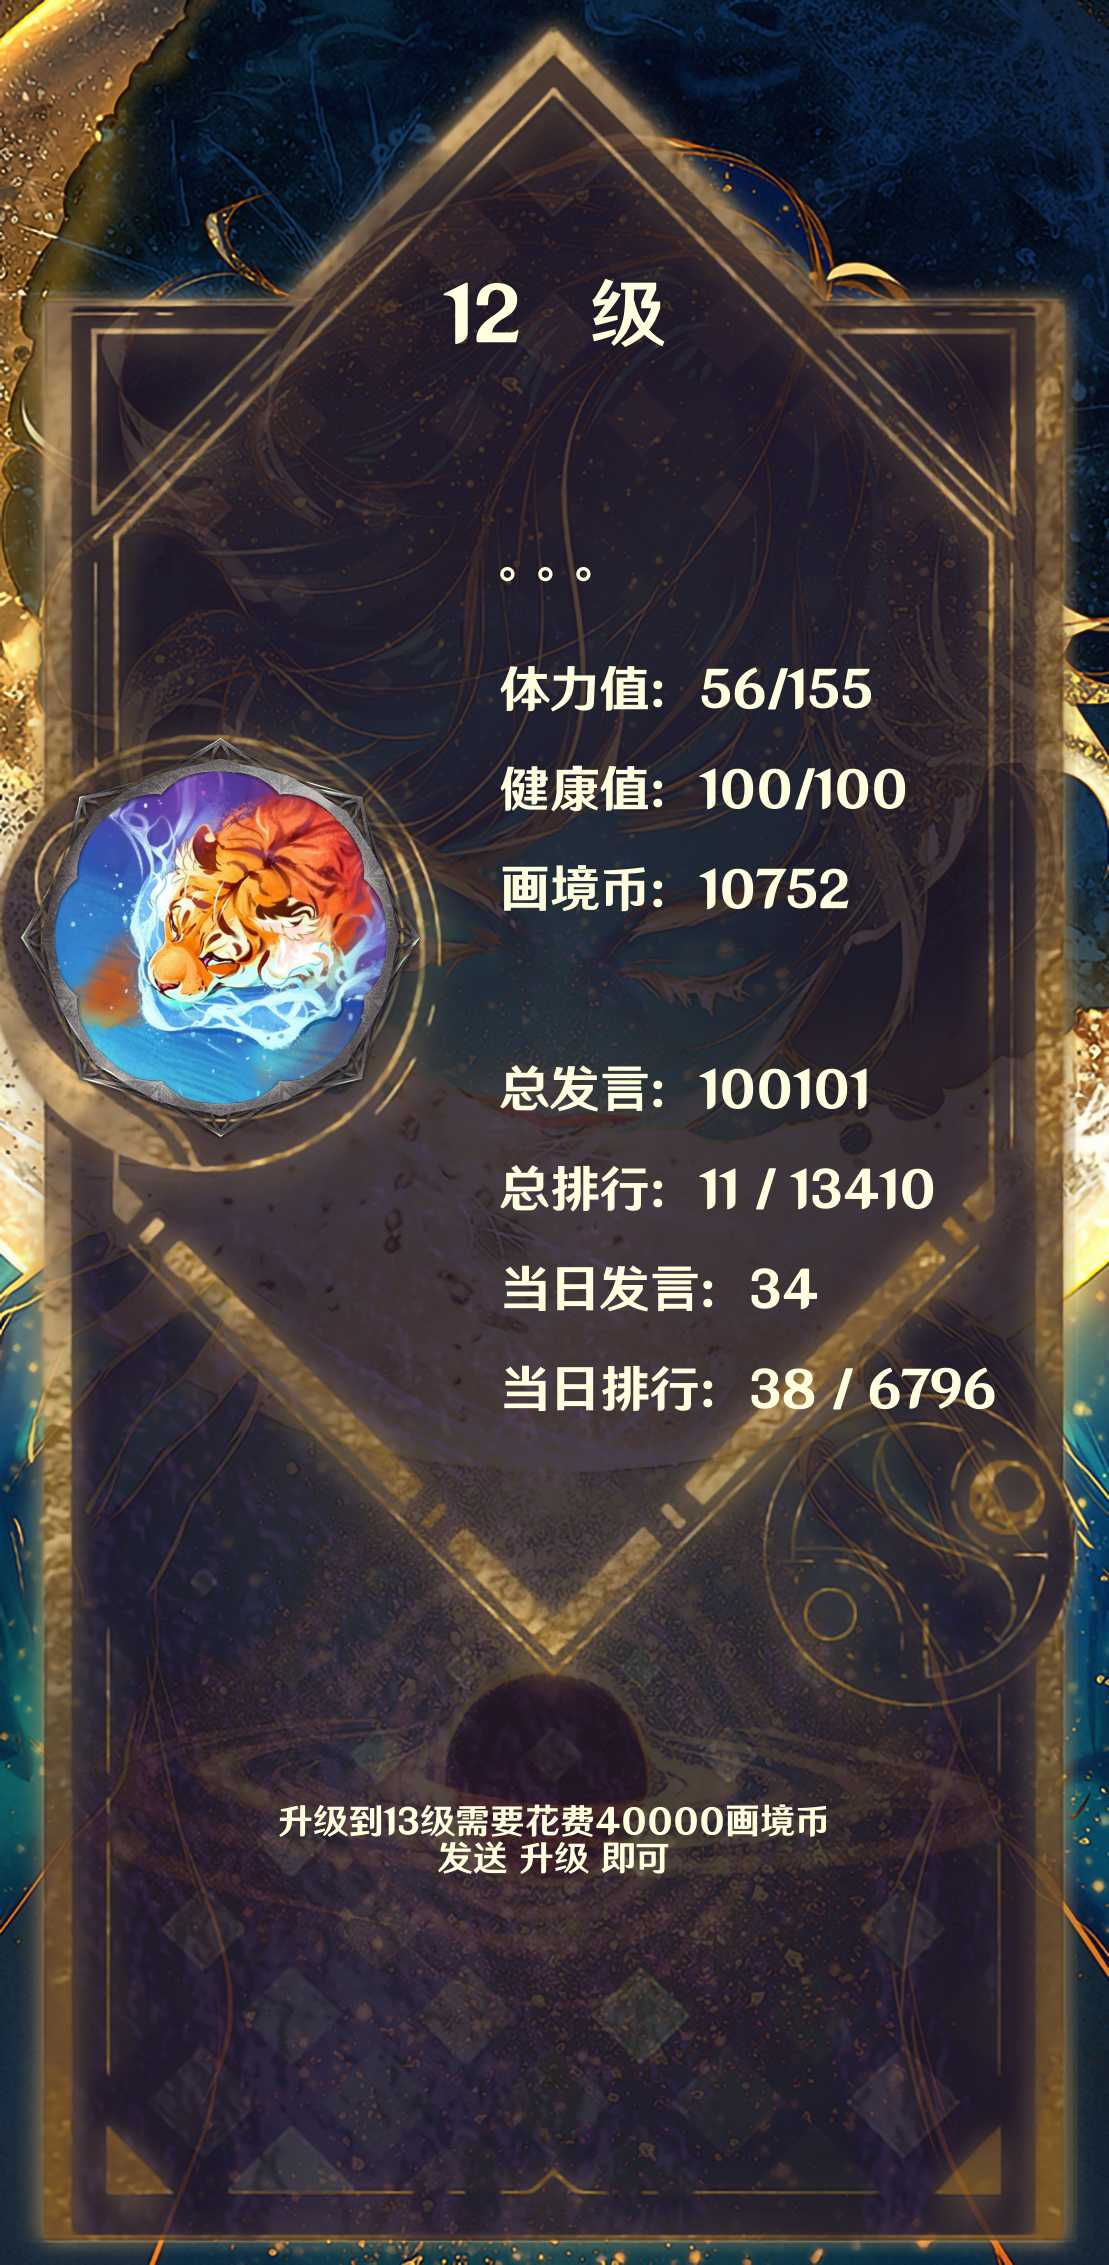 12 级
。。。
体力值：56/155
健康值：100/100
画境币：10752
总发言：100101
总排行：11 / 13410
当日发言：34
当日排行：38 / 6796
升级到13级需要花费40000画境币
发送 升级 即可